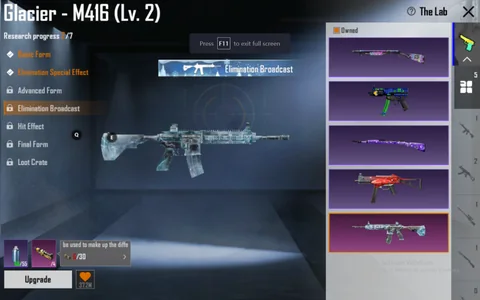 Glacier - M416 (Lv. 2)
The Lab
Research progress /7
Owned
Press F11 to exit full screen
Elimination Special Effect
Elimination Broadcast
Advanced Form
Elimination Broadcast
Hit Effect
Final Form
Loot Crate
5
be used to make up the diffe
/30
Upgrade